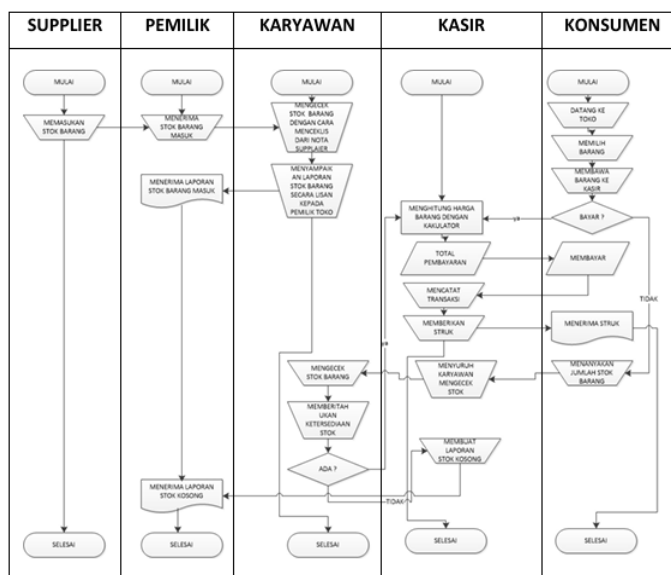 SUPPLIER
PEMILIK
KARYAWAN
KASIR
KONSUMEN
MULAI
MULAI
MULAI
MULAI
MULAI
MEMASUKAN
STOK BARANG
MENERIMA
STOK BARANG
MASUK
MENGECEK
STOK BARANG
DENGAN CARA
MENCEKLIS
DARI NOTA
SUPPLAIER
DATANG KE
TOKO
MEMILIH
BARANG
MENERIMA LAPORAN
STOK BARANG MASUK
MENYAMPAIK
AN LAPORAN
STOK BARANG
SECARA LISAN
KEPADA
PEMILIK TOKO
MEMBAWA
BARANG KE
KASIR
MENGHITUNG HARGA
BARANG DENGAN
KAKULATOR
ya
BAYAR ?
TOTAL
PEMBAYARAN
MEMBAYAR
MENCATAT
TRANSAKSI
TIDAK
MEMBERIKAN
STRUK
MENERIMA STRUK
ya
MENGECEK
STOK BARANG
MENYURUH
KARYAWAN
MENGECEK
STOK
MENANYAKAN
JUMLAH STOK
BARANG
MEMBERITAH
UKAN
KETERSEDIAAN
STOK
ADA ?
MEMBUAT
LAPORAN
STOK KOSONG
MENERIMA LAPORAN
STOK KOSONG
TIDAK
SELESAI
SELESAI
SELESAI
SELESAI
SELESAI